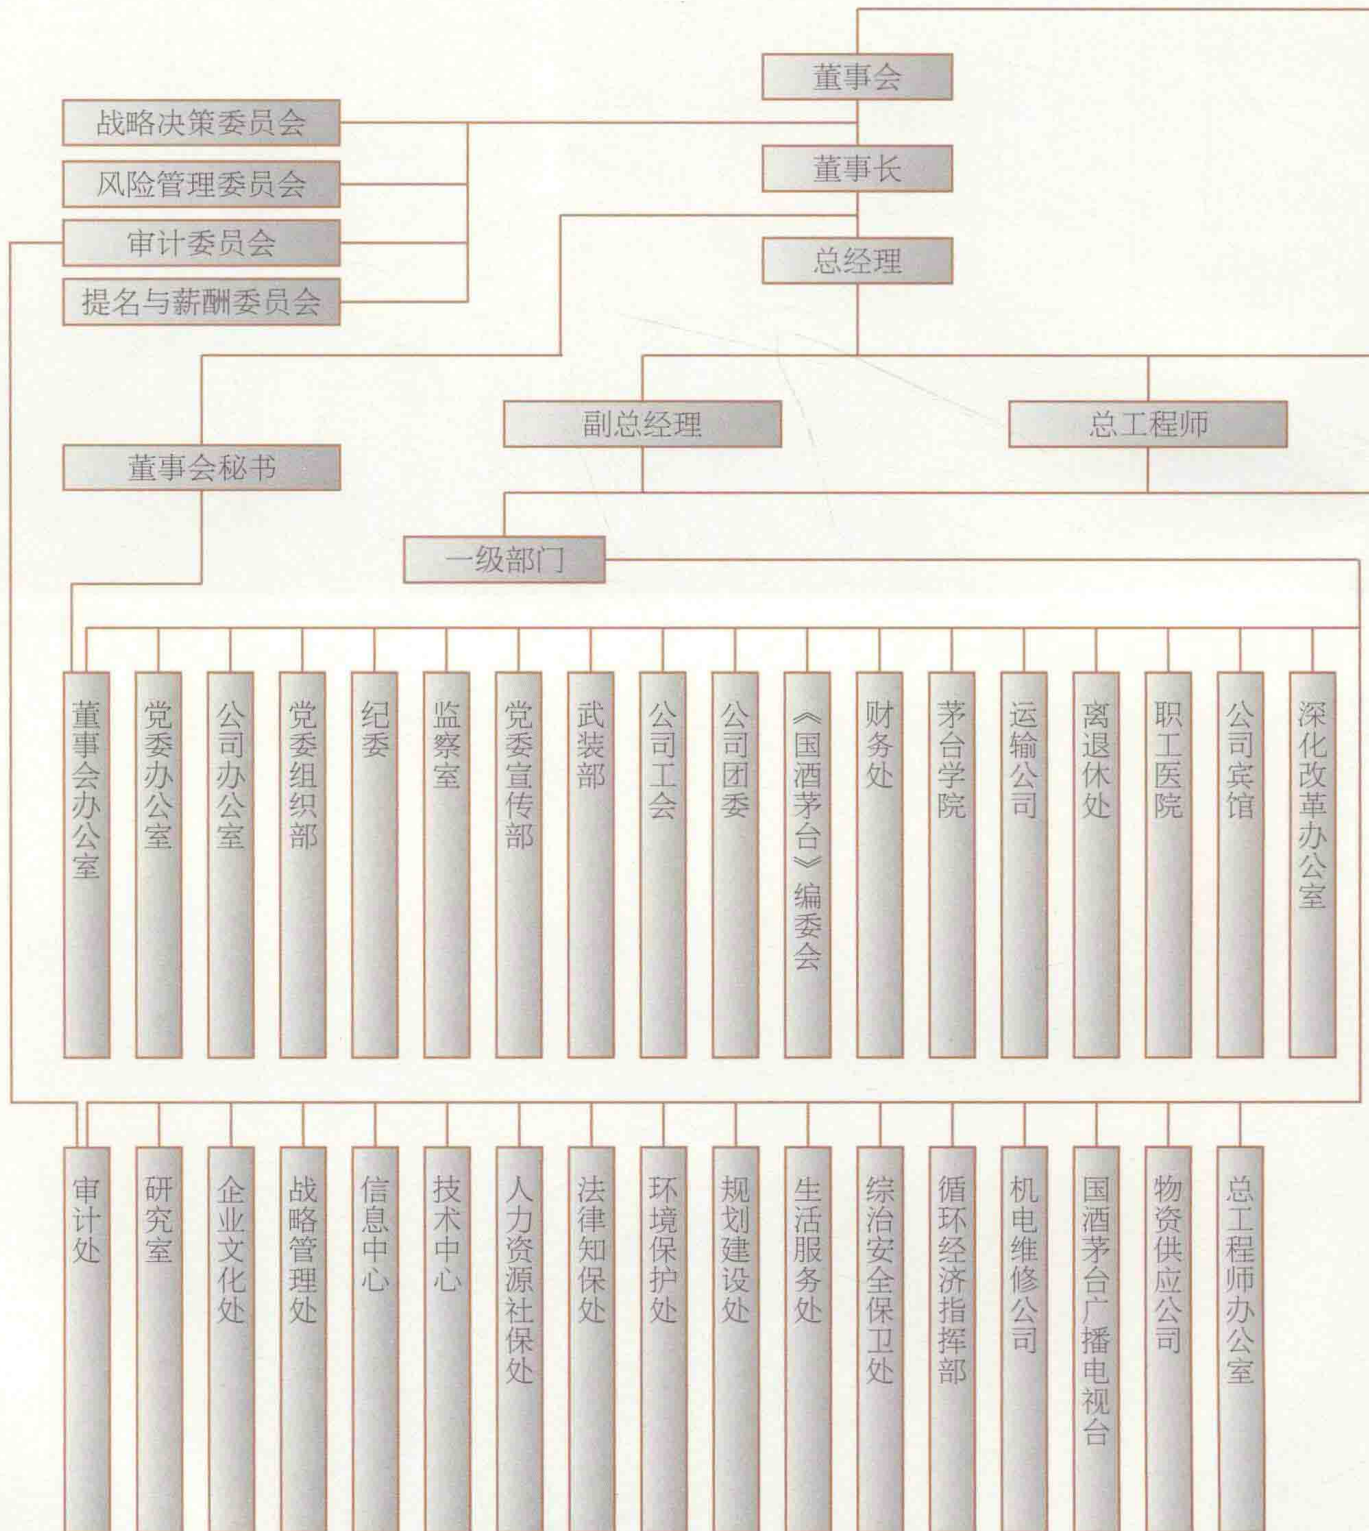 董事会
战略决策委员会
董事长
风险管理委员会
审计委员会
总经理
提名与薪酬委员会
副总经理
总工程师
董事会秘书
一级部门
董事会办公室
党委办公室
公司办公室
党委组织部
纪委
监察室
党委宣传部
武装部
公司工会
公司团委
《国酒茅台》编委会
财务处
茅台学院
运输公司
离退休处
职工医院
公司宾馆
深化改革办公室
审计处
研究室
企业文化处
战略管理处
信息中心
技术中心
人力资源社保处
法律知保处
环境保护处
规划建设处
生活服务处
综治安全保卫处
循环经济指挥部
机电维修公司
国酒茅台广播电视台
物资供应公司
总工程师办公室